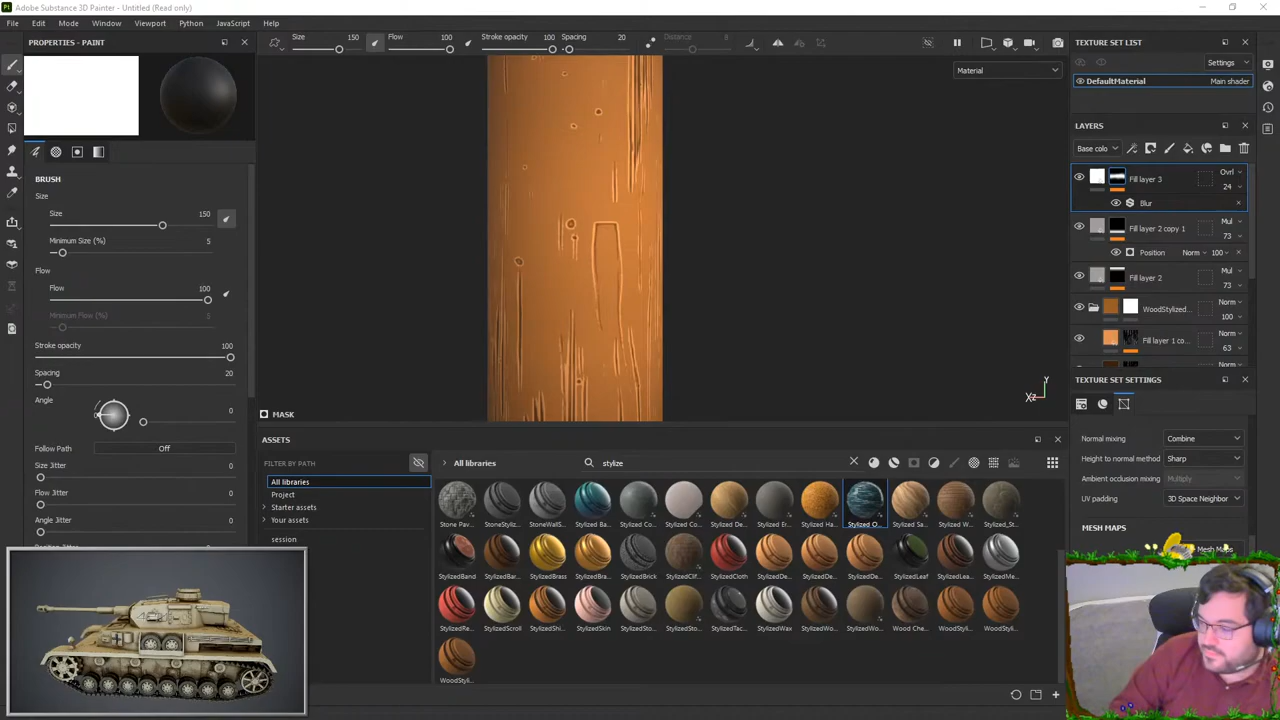 Adobe Substance 3D Painter - Untitled (Read only)
File Edit Mode Window Viewport Python JavaScript Help
PROPERTIES - PAINT
Size 150 Flow 100 Stroke opacity 100 Spacing 20 Distance 8
Material
BRUSH
Size
Size 150
Minimum Size (%) 5
Flow
Flow 100
Minimum Flow (%)
Stroke opacity 100
Spacing 20
Angle 0
Follow Path Off
Size Jitter 0
Flow Jitter 0
Angle Jitter 0
MASK
Y
ASSETS
FILTER BY PATH
All libraries
Project
Starter assets
Your assets
session
All libraries
stylize
Stone Pav... StoneStyliz... StoneWallS... Stylized Ba... Stylized Co... Stylized Co... Stylized De... Stylized Er... Stylized Ha... Stylized O... Stylized Sa... Stylized W... Stylized_St...
StylizedBand StylizedBar... StylizedBrass StylizedBra... StylizedBrick StylizedClif... StylizedCloth StylizedDe... StylizedDe... StylizedDe... StylizedLeaf StylizedLea... StylizedMe...
StylizedRe... StylizedScroll StylizedShi... StylizedSkin StylizedSto... StylizedSto... StylizedTac... StylizedWax StylizedWo... StylizedWo... Wood Che... WoodStyli... WoodStyli...
WoodStyli...
TEXTURE SET LIST
Settings
DefaultMaterial Main shader
LAYERS
Base colo
Fill layer 3 Ovrl
24
Blur
Fill layer 2 copy 1 Mul
73
Position Norm 100
Fill layer 2 Mul
73
WoodStylized... Norm
100
Fill layer 1 co... Norm
63
TEXTURE SET SETTINGS
Normal mixing Combine
Height to normal method Sharp
Ambient occlusion mixing Multiply
UV padding 3D Space Neighbor
MESH MAPS
Mesh Maps